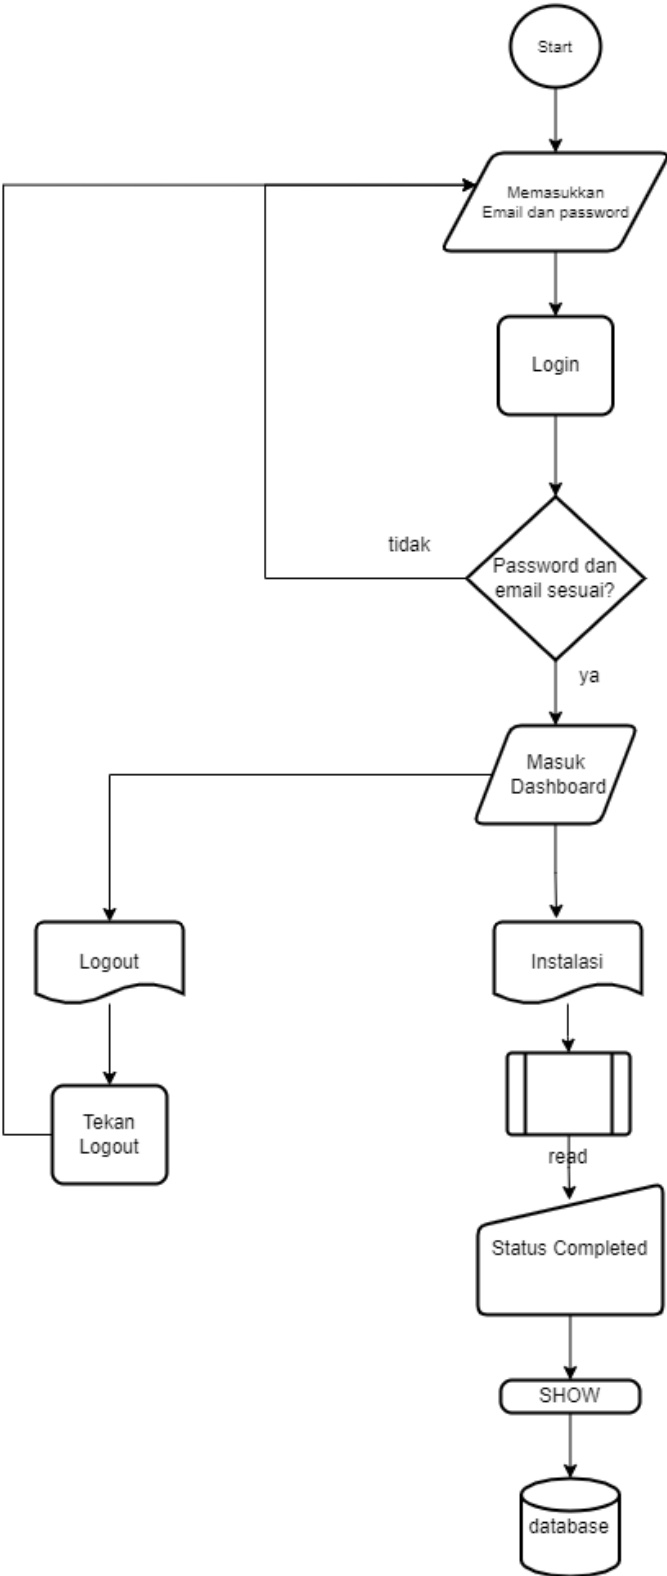 Start
Memasukkan
Email dan password
Login
tidak
Password dan
email sesuai?
ya
Masuk
Dashboard
Logout
Instalasi
Tekan
Logout
read
Status Completed
SHOW
database